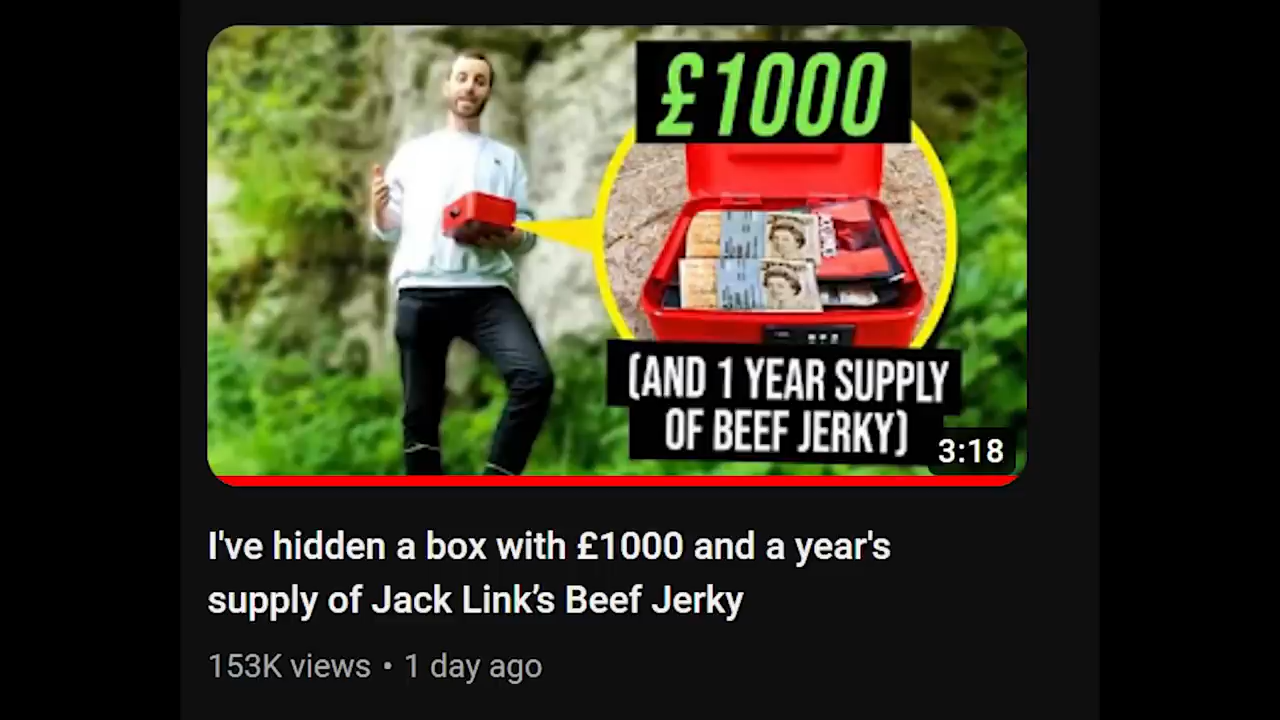 £1000
(AND 1 YEAR SUPPLY
OF BEEF JERKY)
3:18
I've hidden a box with £1000 and a year's
supply of Jack Link’s Beef Jerky
153K views • 1 day ago